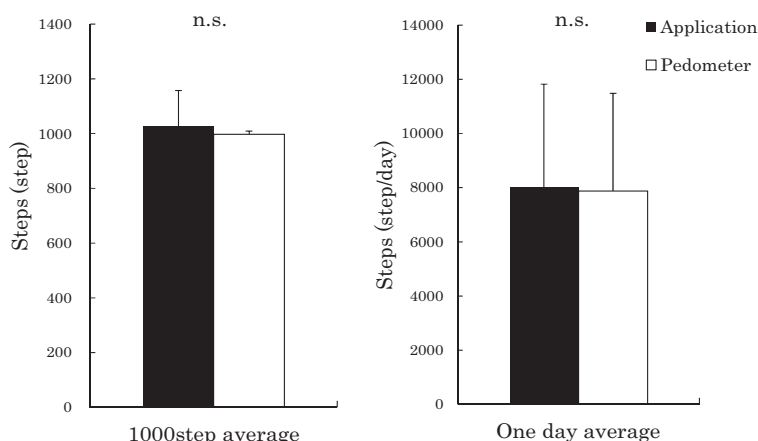 n.s.
1400
1200
1000
800
600
400
200
0
Steps (step)
1000step average
n.s.
14000
12000
10000
8000
6000
4000
2000
0
Steps (step/day)
One day average
Application
Pedometer